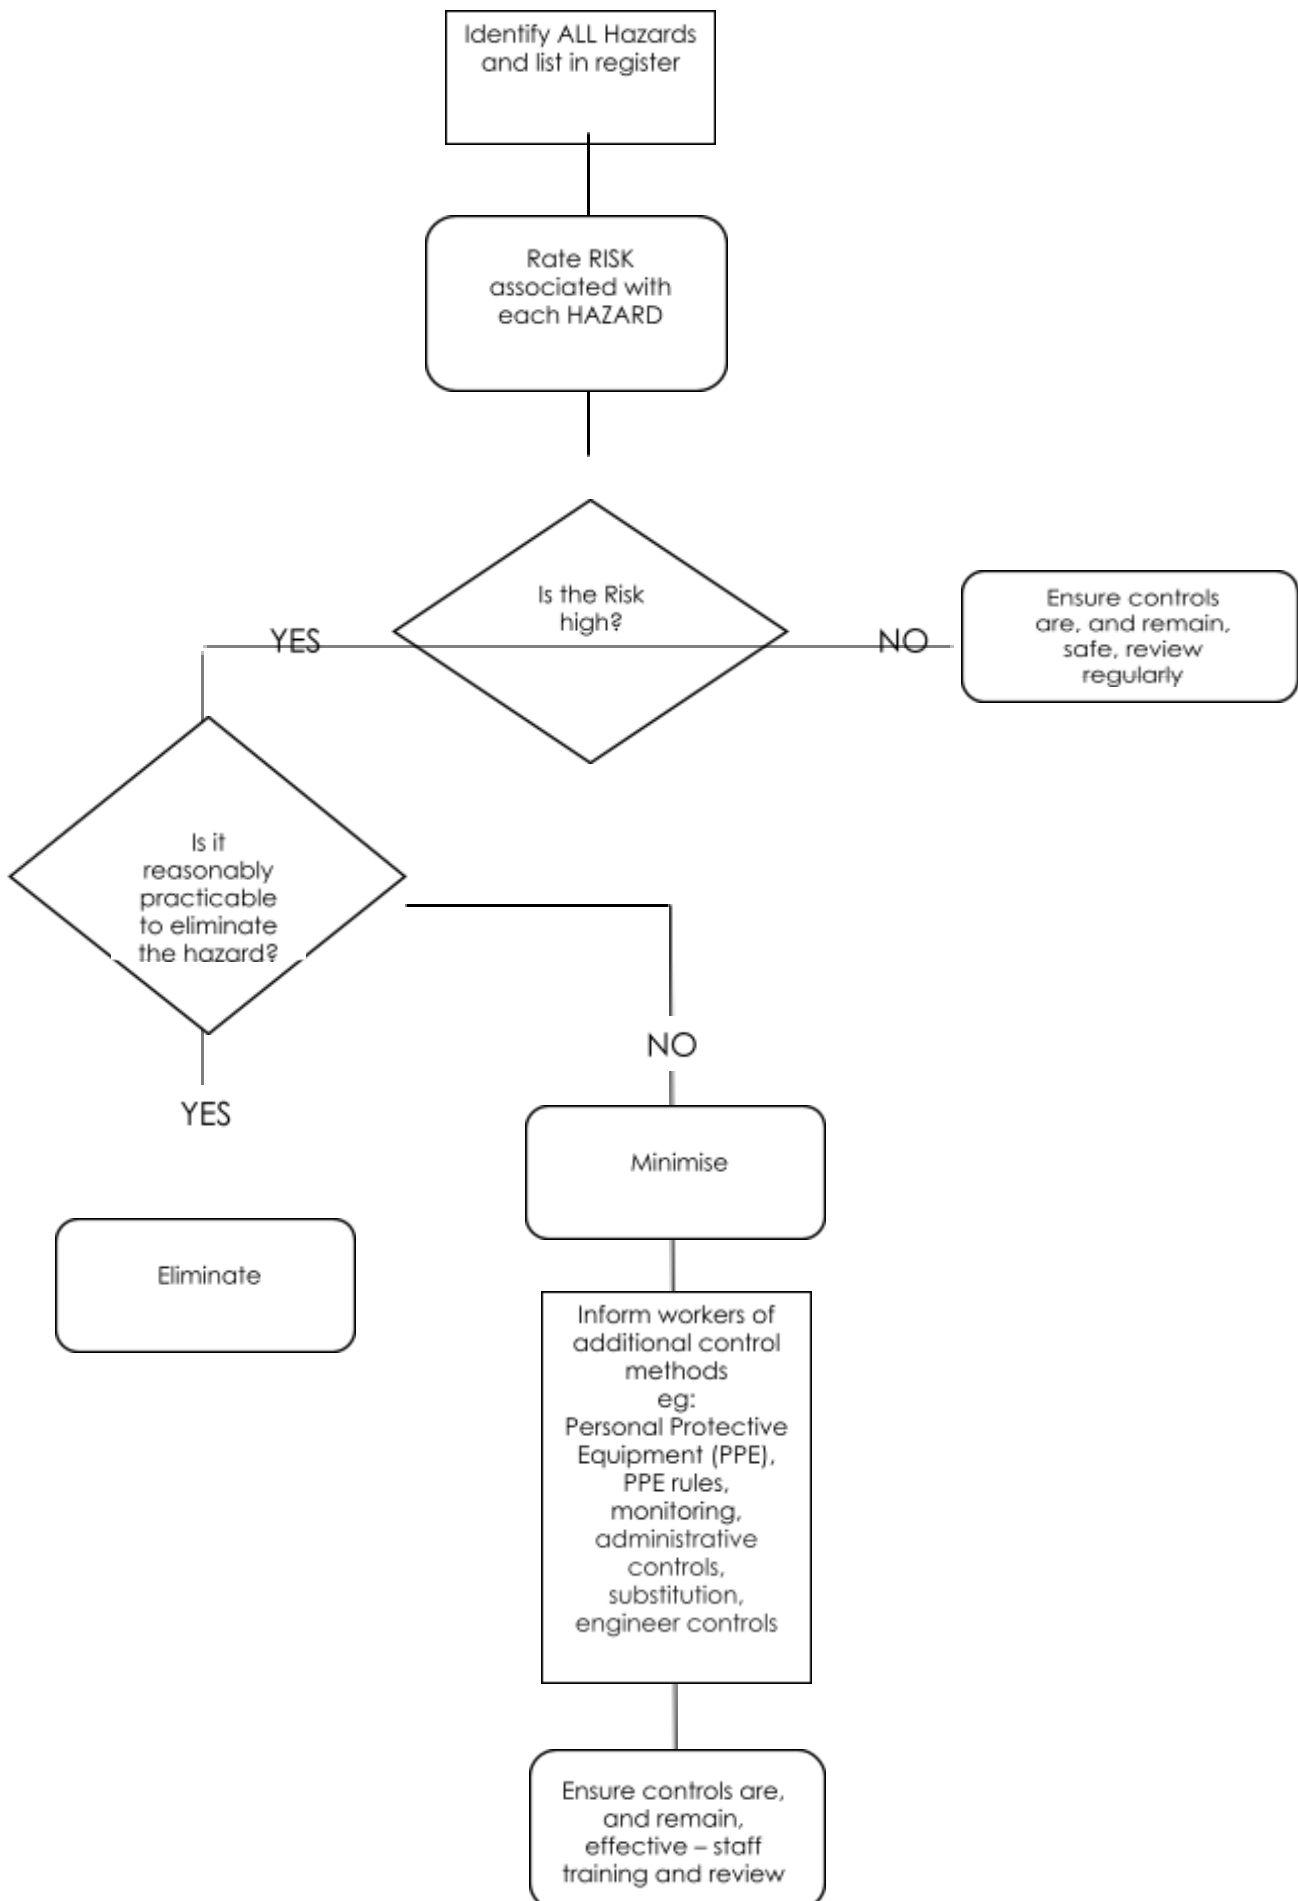 Identify ALL Hazards
and list in register
Rate RISK
associated with
each HAZARD
Is the Risk
high?
YES
NO
Ensure controls
are, and remain,
safe, review
regularly
Is it
reasonably
practicable
to eliminate
the hazard?
NO
YES
Minimise
Eliminate
Inform workers of
additional control
methods
eg:
Personal Protective
Equipment (PPE),
PPE rules,
monitoring,
administrative
controls,
substitution,
engineer controls
Ensure controls are,
and remain,
effective – staff
training and review